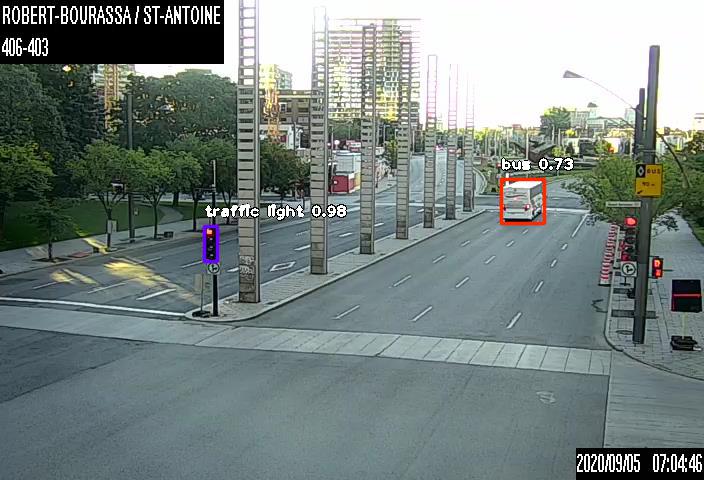 ROBERT-BOURASSA / ST-ANTOINE
406-403
bus 0.73
traffic light 0.98
BUS
2020/09/05 07:04:46